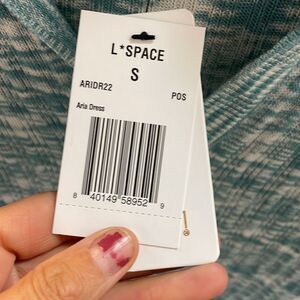 L*SPACE
S
ARIDR22
POS
Aria Dress
8 40149 58952 9